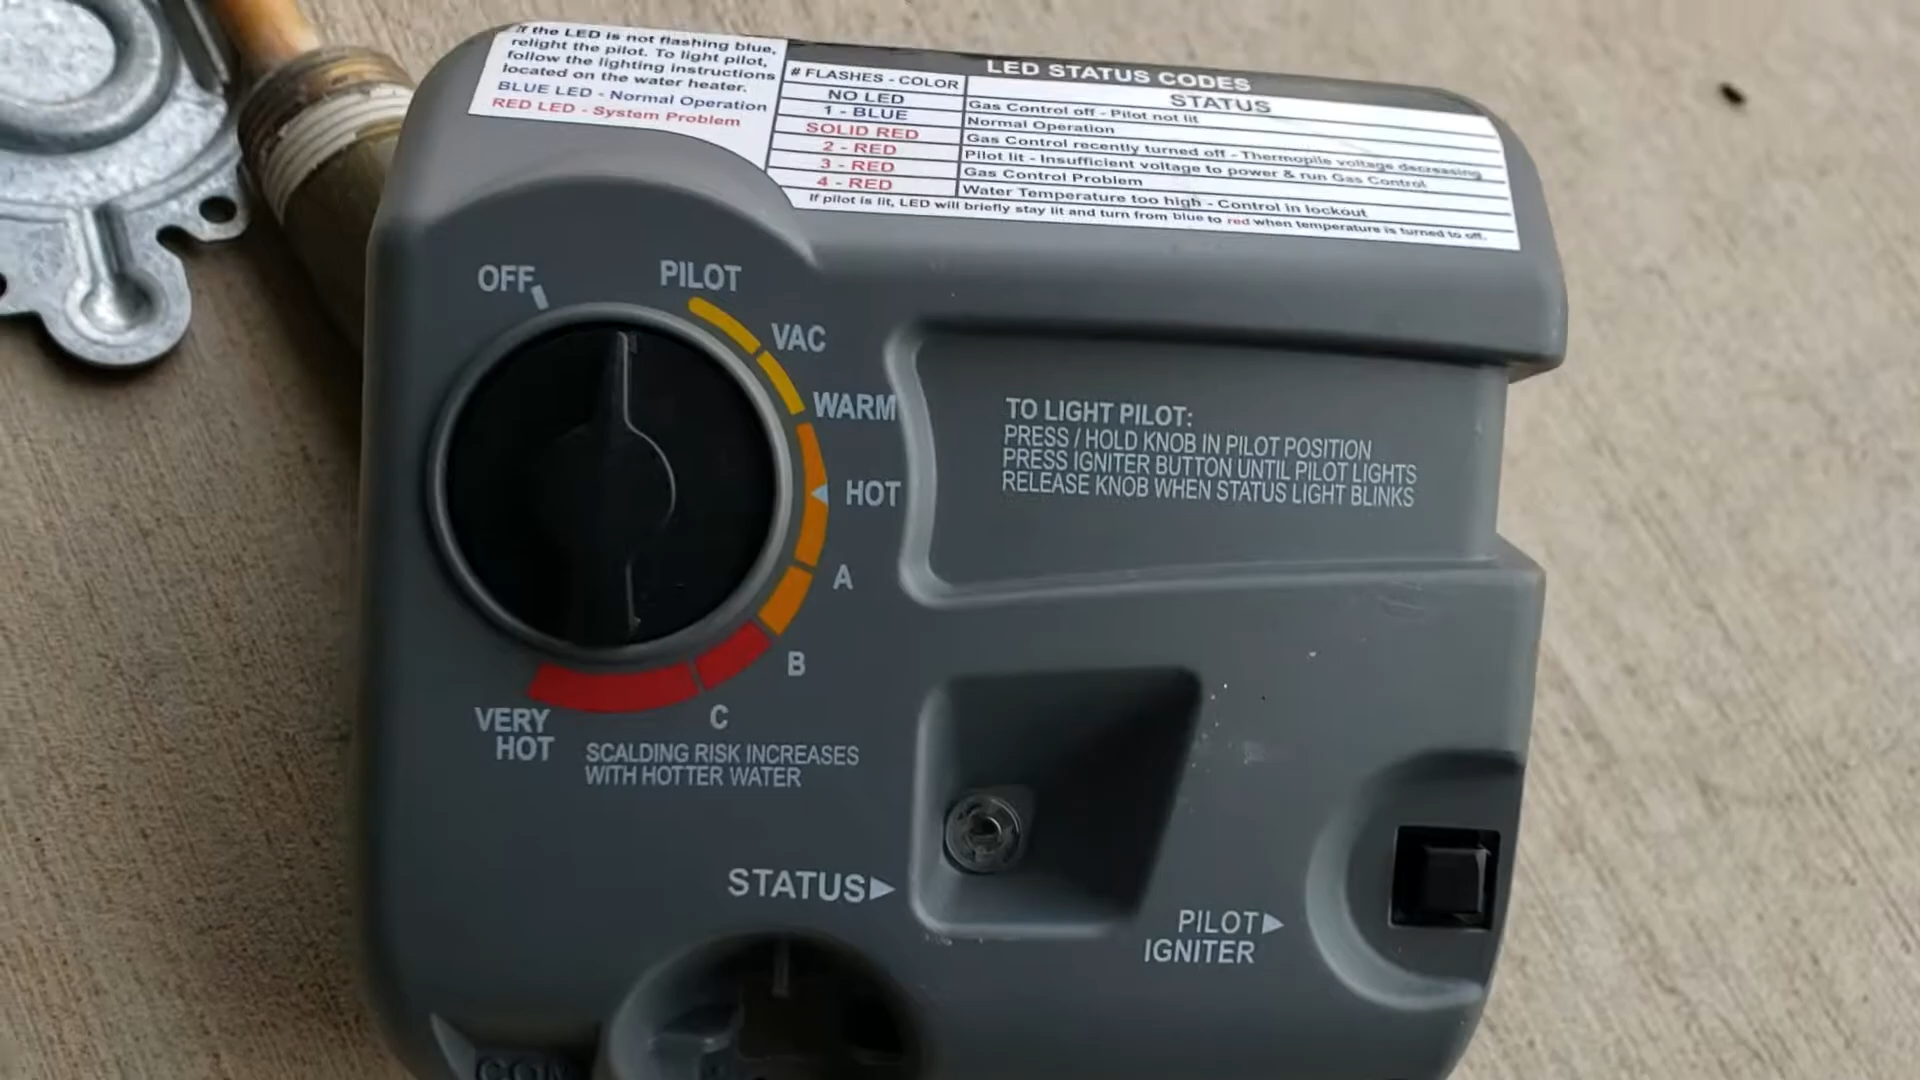 If the LED is not flashing blue,
relight the pilot. To light pilot,
follow the lighting instructions
located on the water heater.
BLUE LED - Normal Operation
RED LED - System Problem
LED STATUS CODES
# FLASHES - COLOR STATUS
NO LED Gas Control off - Pilot not lit
1 - BLUE Normal Operation
SOLID RED Gas Control recently turned off - Thermopile voltage decreasing
2 - RED Pilot lit - Insufficient voltage to power & run Gas Control
3 - RED Gas Control Problem
4 - RED Water Temperature too high - Control in lockout
If pilot is lit, LED will briefly stay lit and turn from blue to red when temperature is turned to off.
OFF
PILOT
VAC
WARM
HOT
A
B
C
VERY
HOT
SCALDING RISK INCREASES
WITH HOTTER WATER
TO LIGHT PILOT:
PRESS / HOLD KNOB IN PILOT POSITION
PRESS IGNITER BUTTON UNTIL PILOT LIGHTS
RELEASE KNOB WHEN STATUS LIGHT BLINKS
STATUS▶
PILOT▶
IGNITER